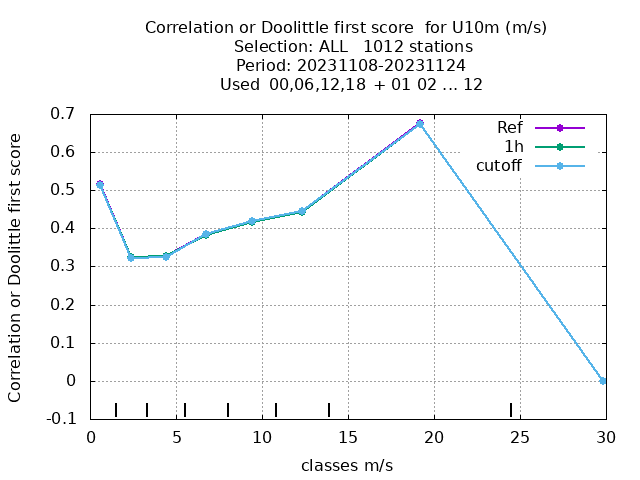 Correlation or Doolittle first score  for U10m (m/s)
Selection: ALL   1012 stations
Period: 20231108-20231124
Used  00,06,12,18  + 01 02 ... 12
Correlation or Doolittle first score
0.7
0.6
0.5
0.4
0.3
0.2
0.1
0
-0.1
Ref
1h
cutoff
0 5 10 15 20 25 30
classes m/s